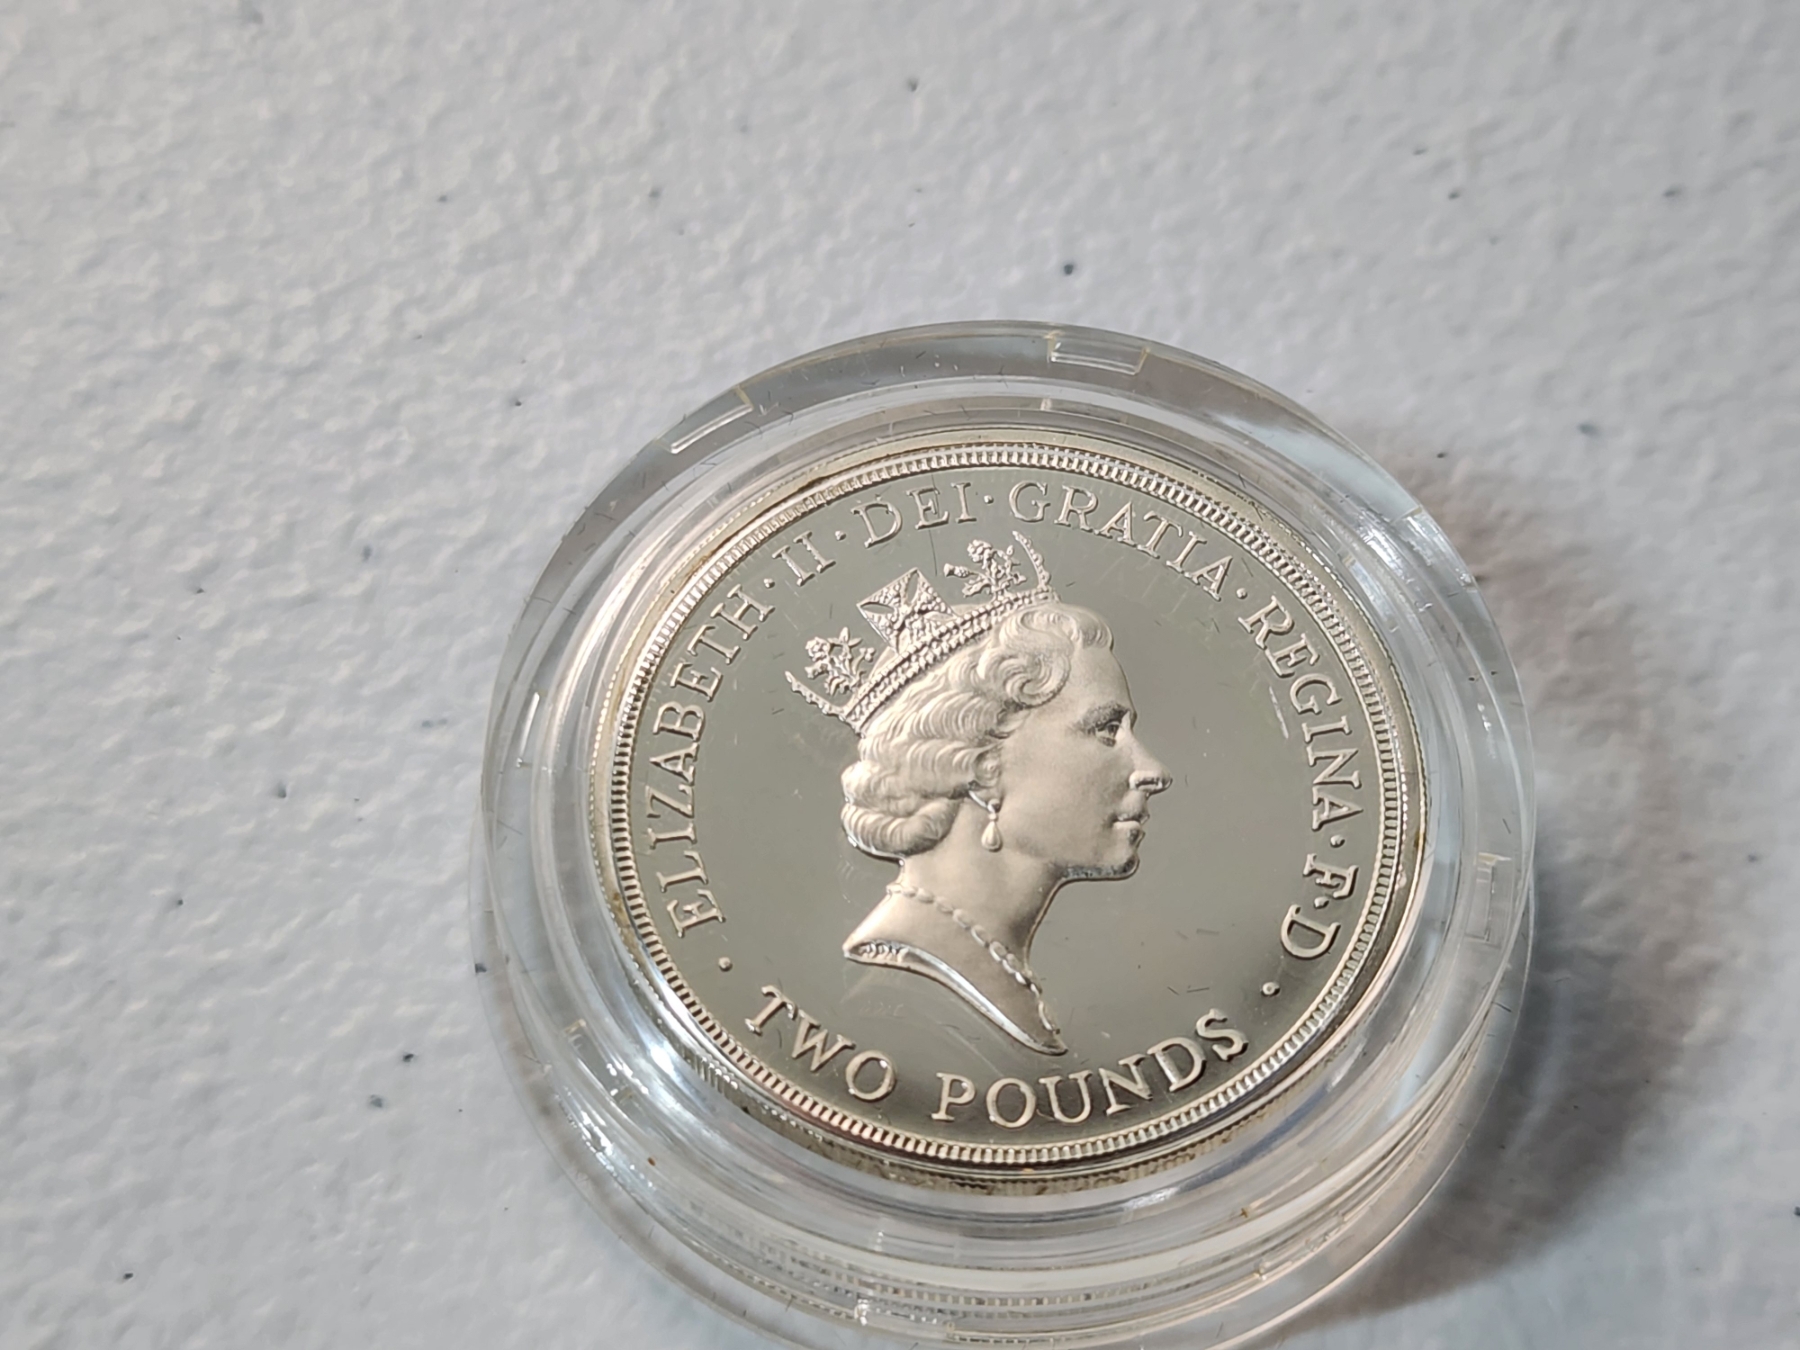 ELIZABETH · II · DEI · GRATIA · REGINA · F · D
· TWO POUNDS ·